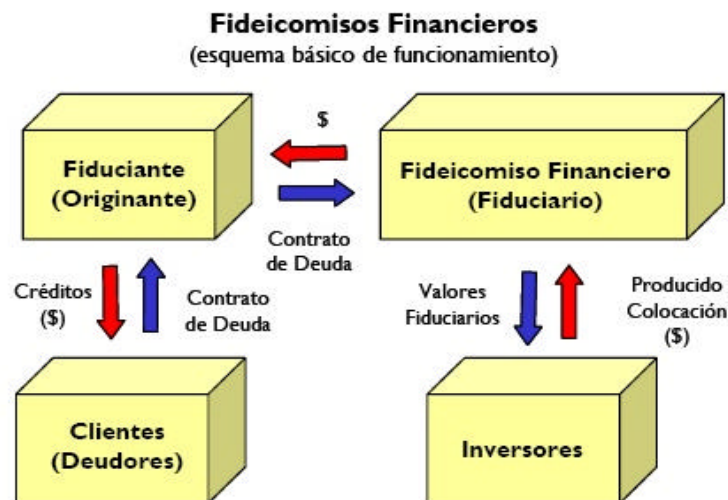 Fideicomisos Financieros
(esquema básico de funcionamiento)
$
Fiduciante
(Originante)
Fideicomiso Financiero
(Fiduciario)
Contrato
de Deuda
Créditos
($)
Contrato
de Deuda
Valores
Fiduciarios
Producido
Colocación
($)
Clientes
(Deudores)
Inversores